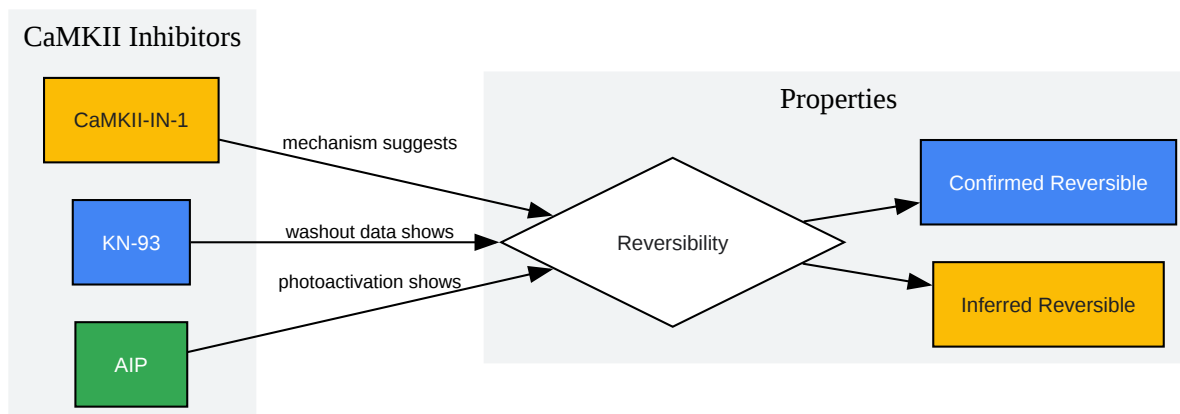 CaMKII Inhibitors
CaMKII-IN-1
KN-93
AIP
mechanism suggests
washout data shows
photoactivation shows
Properties
Reversibility
Confirmed Reversible
Inferred Reversible